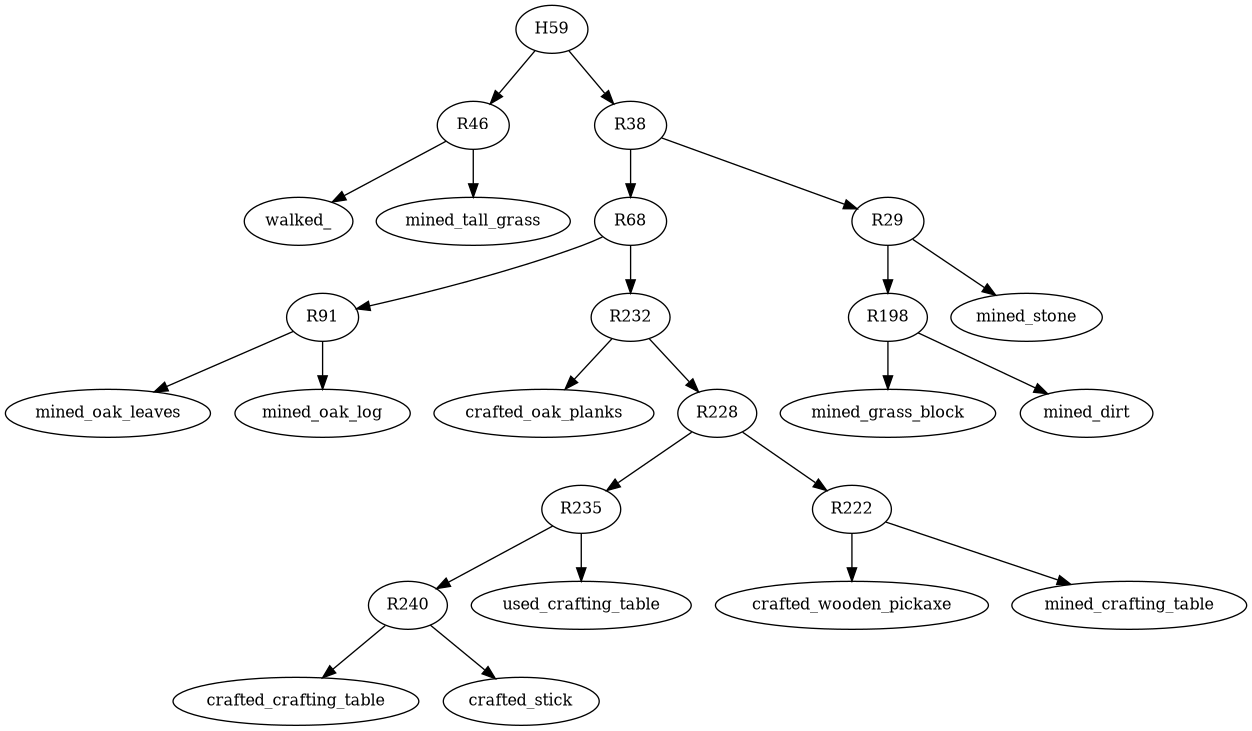 H59
R46
R38
walked_
mined_tall_grass
R68
R29
R91
R232
R198
mined_stone
mined_oak_leaves
mined_oak_log
crafted_oak_planks
R228
mined_grass_block
mined_dirt
R235
R222
R240
used_crafting_table
crafted_wooden_pickaxe
mined_crafting_table
crafted_crafting_table
crafted_stick